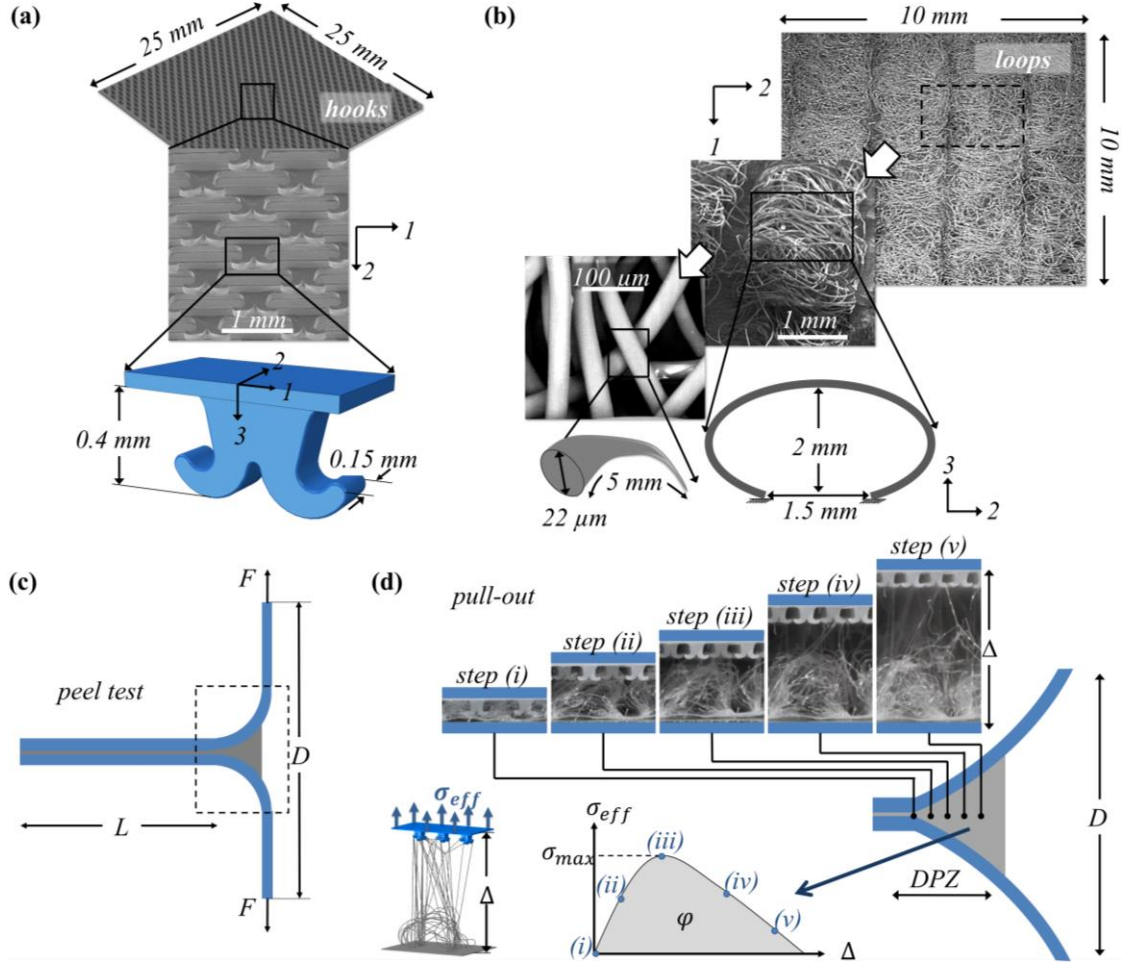 (a)
25 mm
25 mm
hooks
1
2
1 mm
2
1
3
0.4 mm
0.15 mm
(b)
10 mm
loops
10 mm
2
1
100 µm
1 mm
5 mm
22 µm
2 mm
1.5 mm
3
2
(c)
F
peel test
D
L
F
(d)
pull-out
step (i)
step (ii)
step (iii)
step (iv)
step (v)
Δ
D
DPZ
σeff
Δ
σeff
σmax
(i)
(ii)
(iii)
(iv)
(v)
φ
Δ